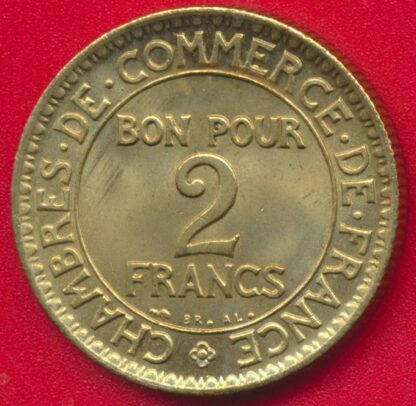 CHAMBRES · DE · COMMERCE · DE · FRANCE
BON POUR
2
FRANCS
BR. AL.